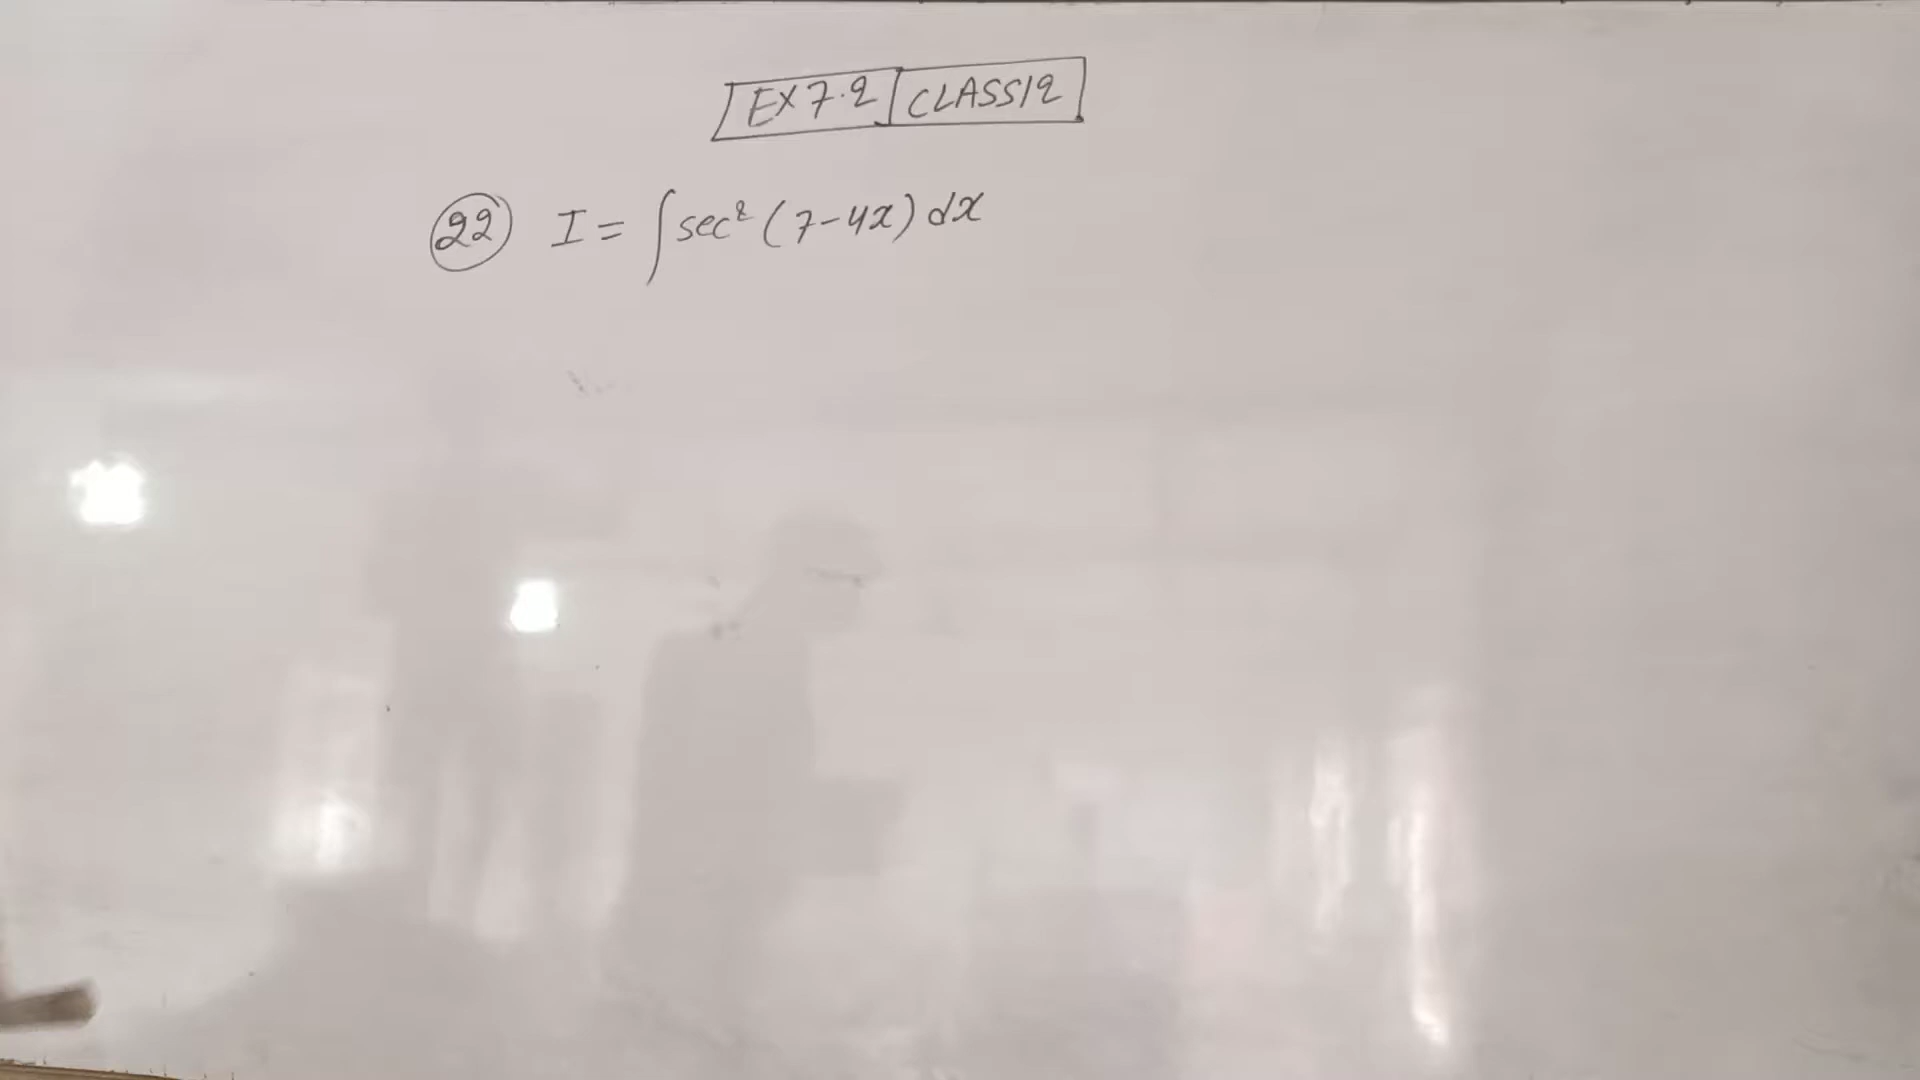 EX 7.2 CLASS 12
22 I = ∫ sec² (7-4x) dx